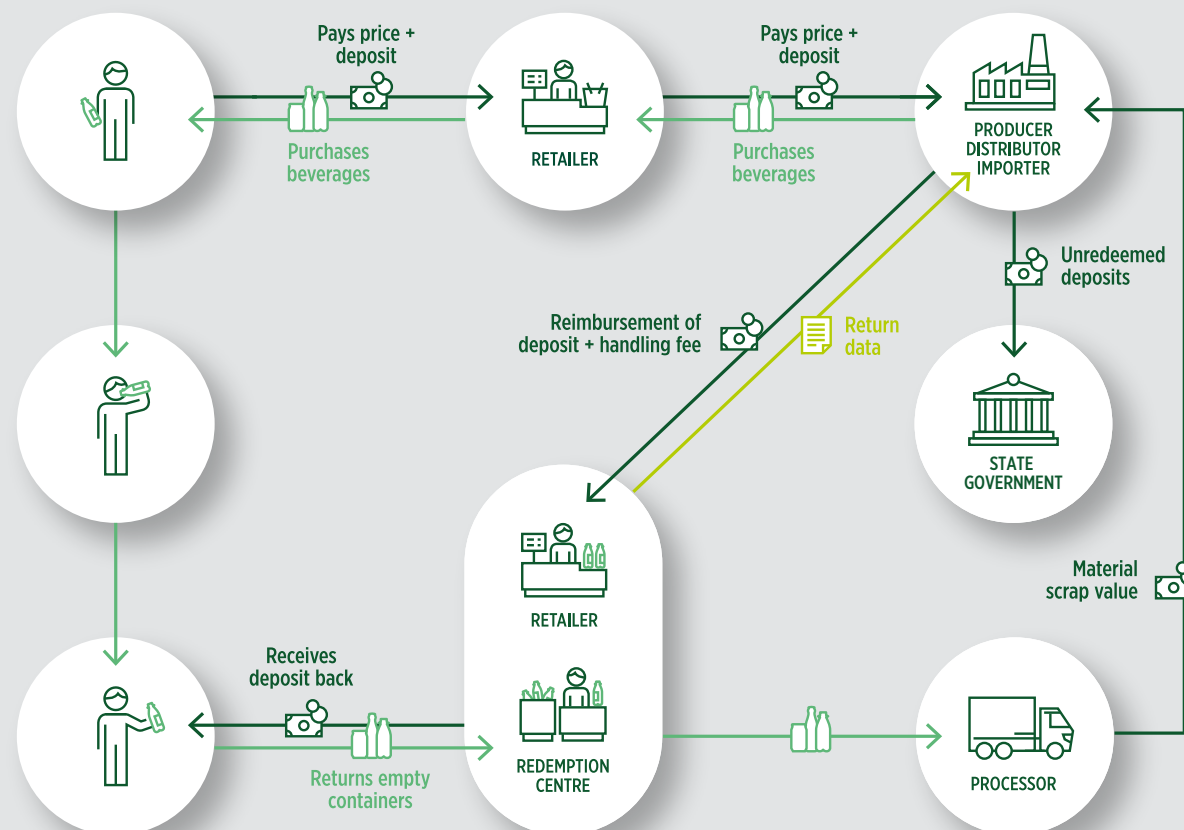 Pays price +
deposit
Purchases
beverages
RETAILER
Pays price +
deposit
Purchases
beverages
PRODUCER
DISTRIBUTOR
IMPORTER
Unredeemed
deposits
Reimbursement of
deposit + handling fee
Return
data
STATE
GOVERNMENT
RETAILER
Material
scrap value
Receives
deposit back
Returns empty
containers
REDEMPTION
CENTRE
PROCESSOR